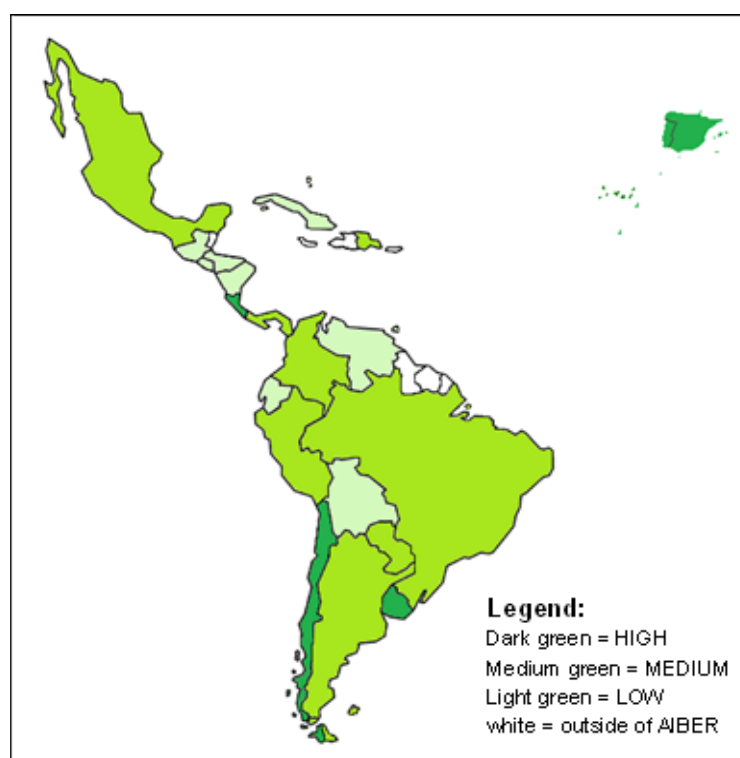 Legend:
Dark green = HIGH
Medium green = MEDIUM
Light green = LOW
white = outside of AIBER